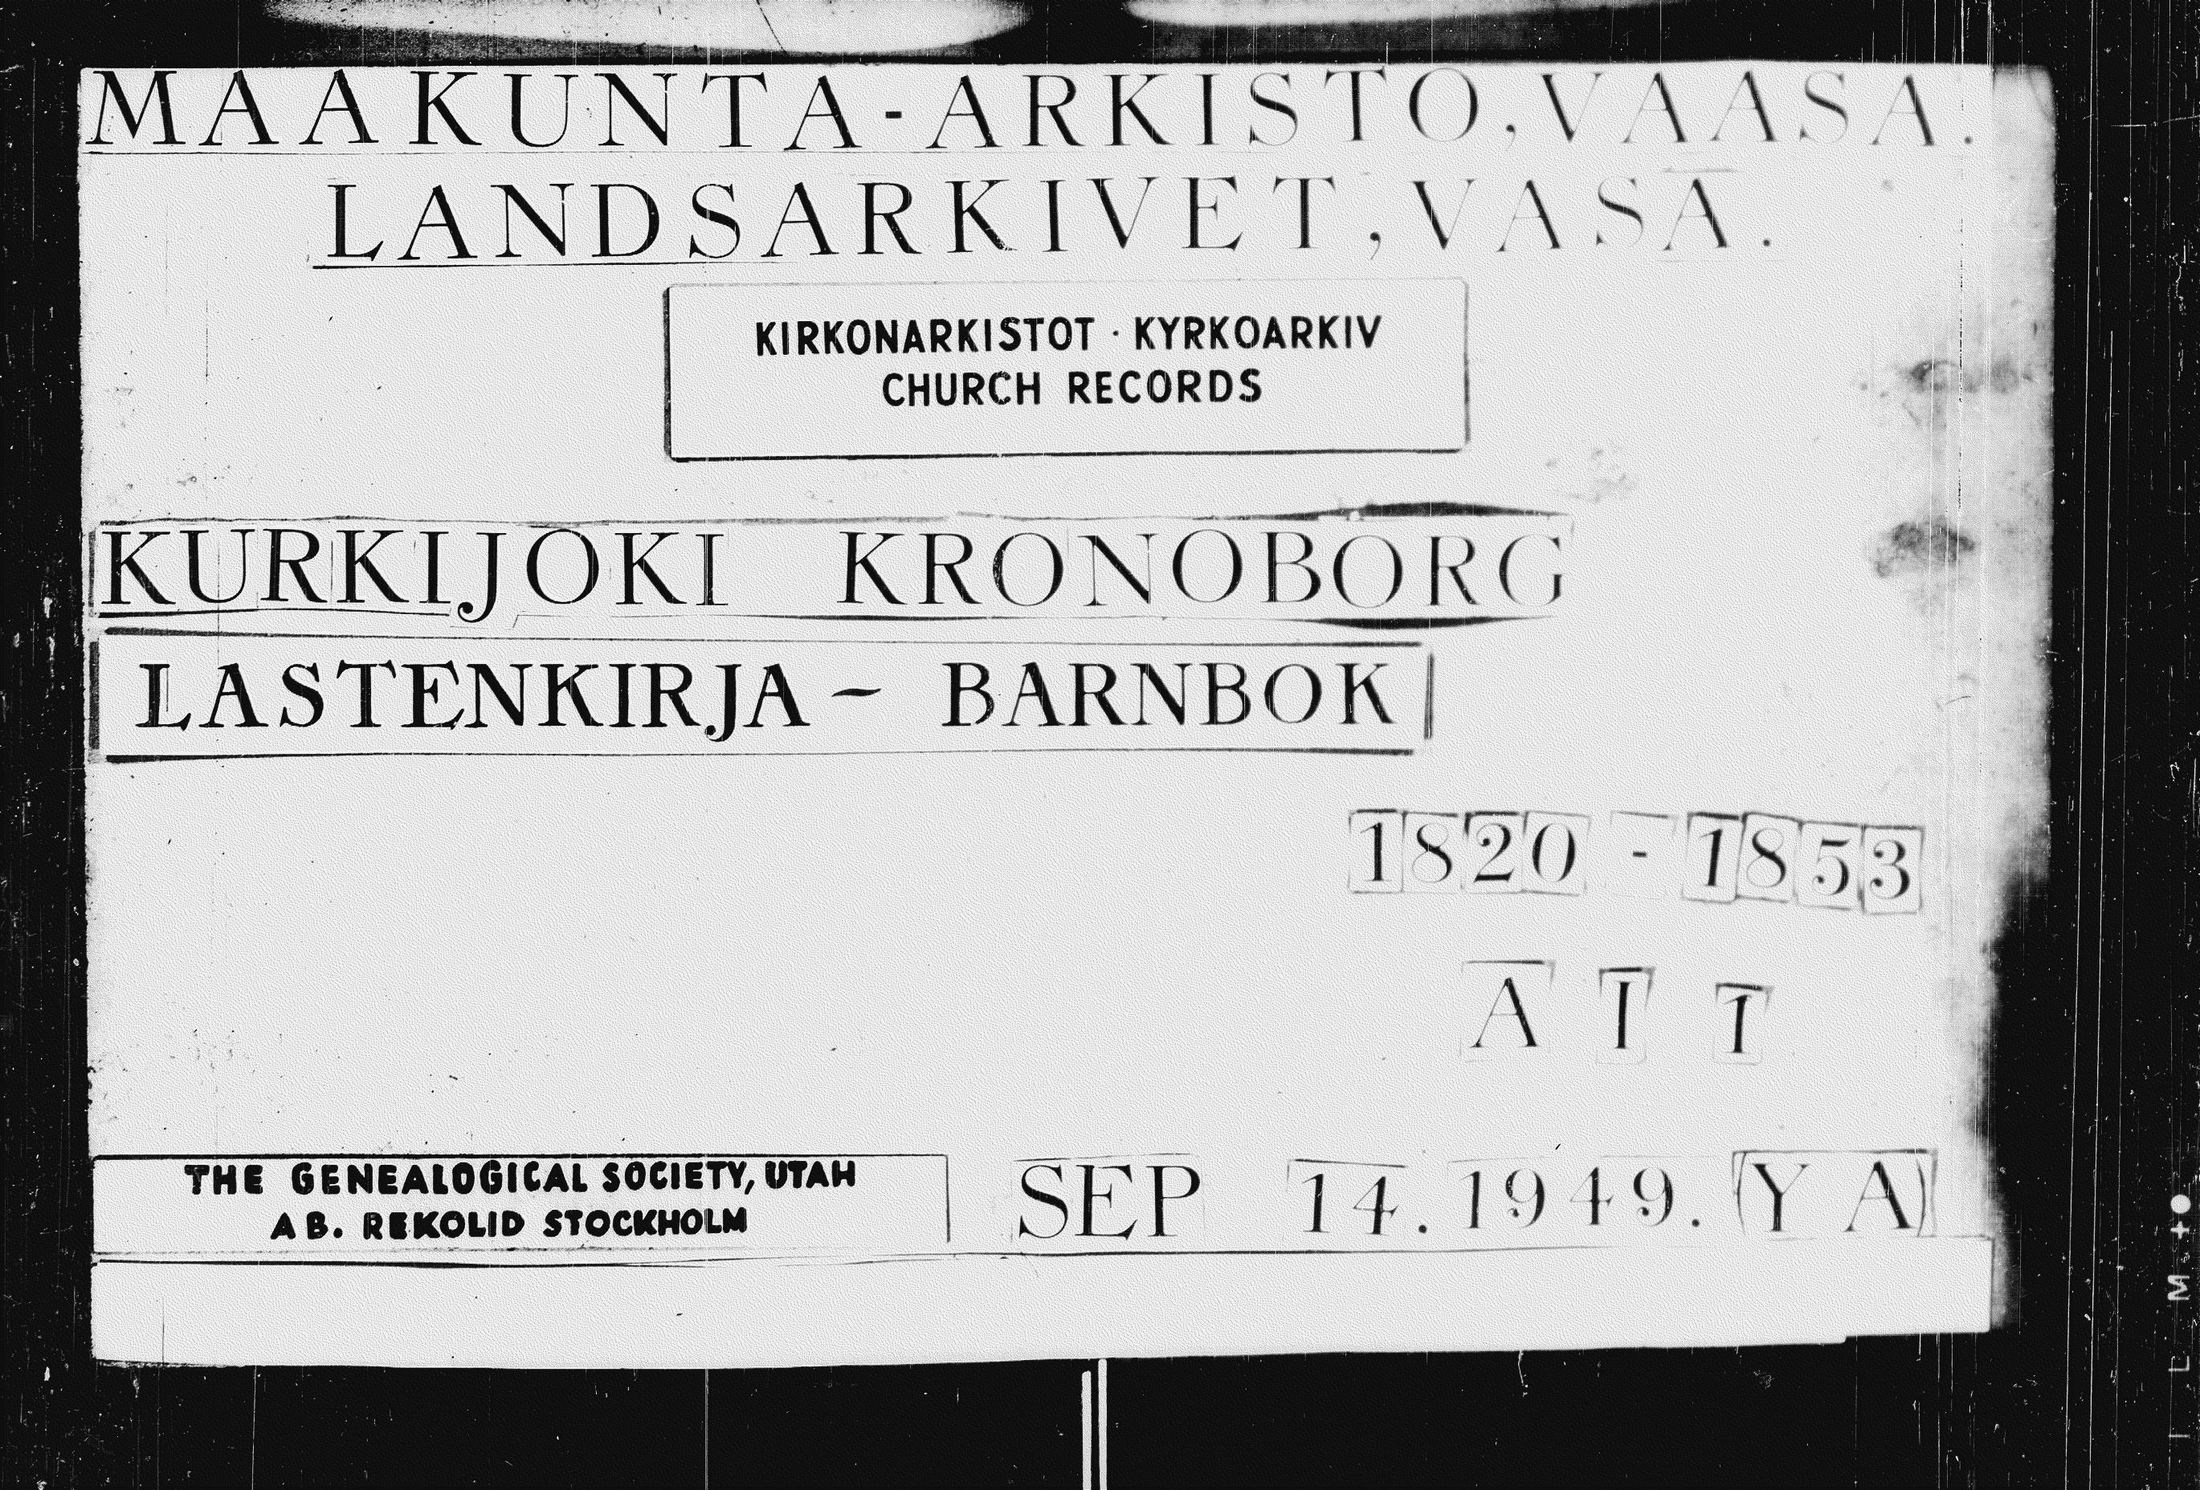 MAAKUNTA-ARKISTO, VAASA.
LANDSARKIVET, VASA.
KIRKONARKISTOT · KYRKOARKIV
CHURCH RECORDS
KURKIJOKI KRONOBORG
LASTENKIRJA - BARNBOK
1820 - 1853
A I 1
THE GENEALOGICAL SOCIETY, UTAH
AB. REKOLID STOCKHOLM
SEP 14. 1949. (Y A)